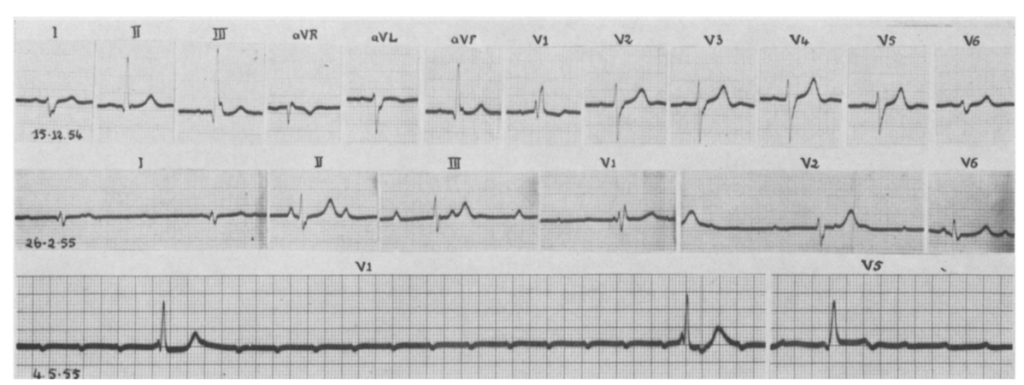 I II III aVR aVL aVF V1 V2 V3 V4 V5 V6
15·12·54
I II III V1 V2 V6
26·2·55
V1 V5
4.5.55